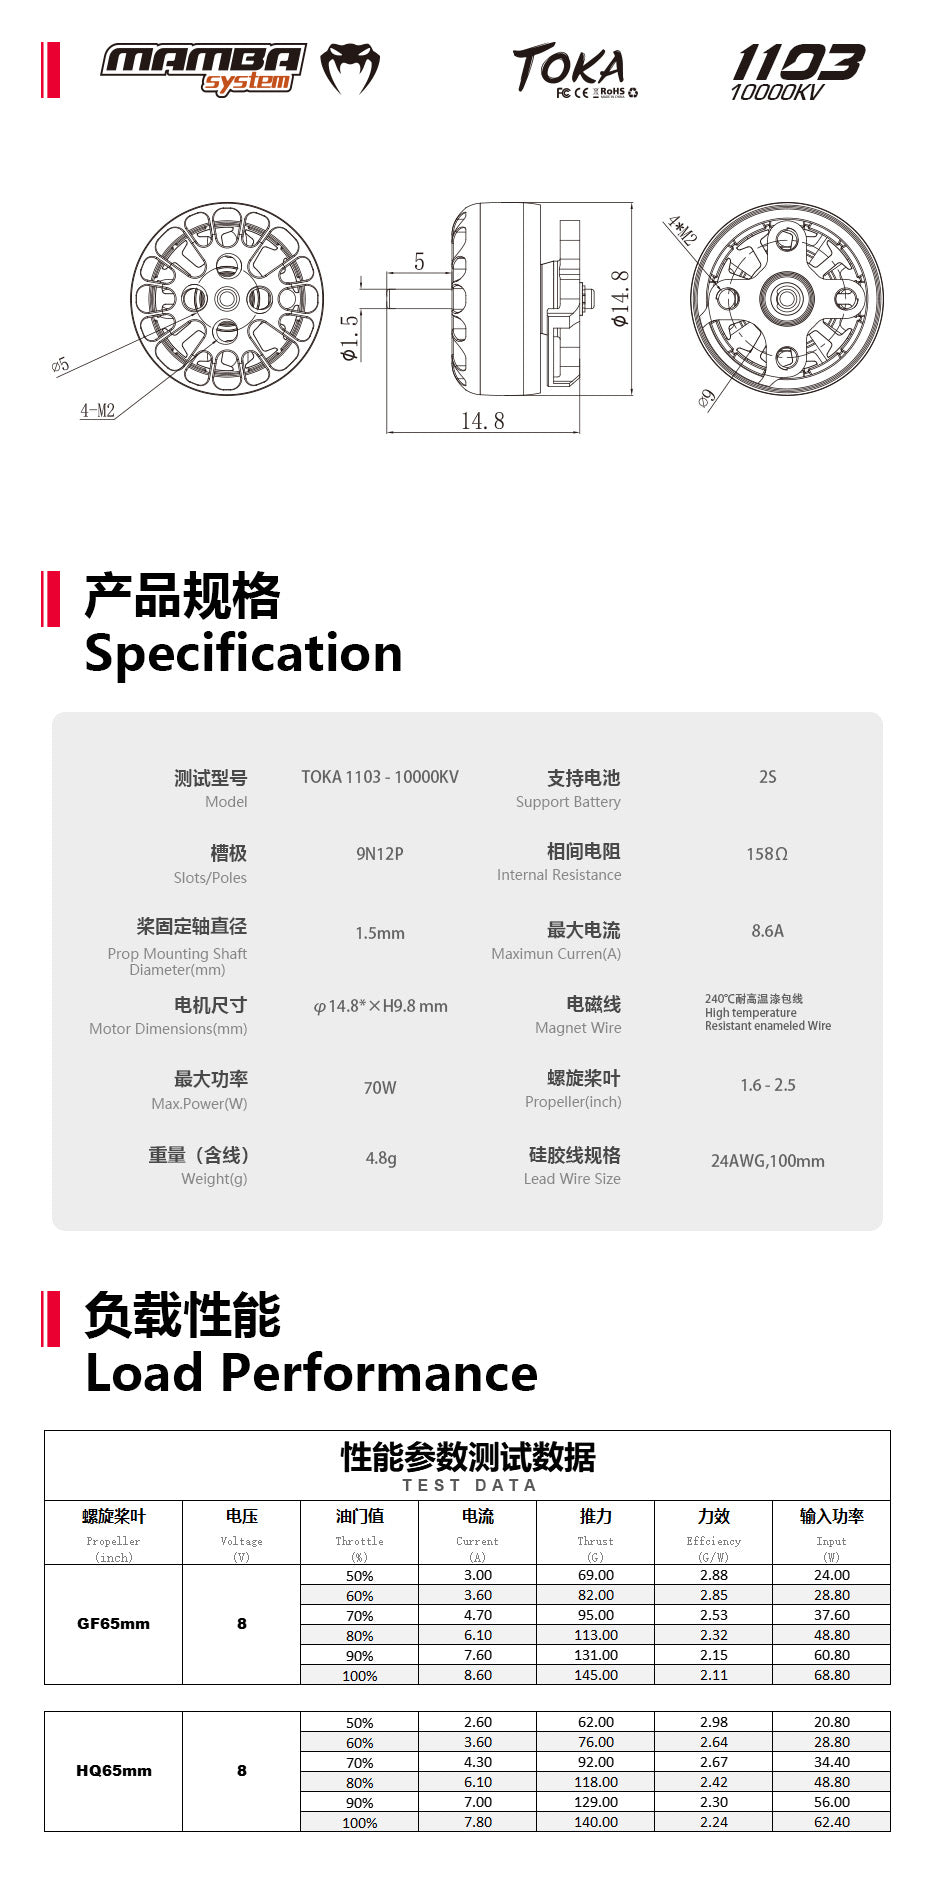 MAMBA
system
TOKA
FC CE RoHS
1103
10000KV
5
φ1.5
14.8
φ14.8
⌀5
4-M2
4*M2
⌀9
产品规格
Specification
测试型号 TOKA 1103 - 10000KV 支持电池 2S
Model Support Battery
槽极 9N12P 相间电阻 158Ω
Slots/Poles Internal Resistance
桨固定轴直径 1.5mm 最大电流 8.6A
Prop Mounting Shaft Maximun Curren(A)
Diameter(mm)
电机尺寸 φ14.8*×H9.8 mm 电磁线 240℃耐高温漆包线
Motor Dimensions(mm) Magnet Wire High temperature
Resistant enameled Wire
最大功率 70W 螺旋桨叶 1.6 - 2.5
Max.Power(W) Propeller(inch)
重量（含线） 4.8g 硅胶线规格 24AWG,100mm
Weight(g) Lead Wire Size
负载性能
Load Performance
性能参数测试数据
TEST DATA
螺旋桨叶 电压 油门值 电流 推力 力效 输入功率
Propeller Voltage Throttle Current Thrust Effciency Input
(inch) (V) (%) (A) (G) (G/W) (W)
50% 3.00 69.00 2.88 24.00
60% 3.60 82.00 2.85 28.80
70% 4.70 95.00 2.53 37.60
GF65mm 8
80% 6.10 113.00 2.32 48.80
90% 7.60 131.00 2.15 60.80
100% 8.60 145.00 2.11 68.80
50% 2.60 62.00 2.98 20.80
60% 3.60 76.00 2.64 28.80
70% 4.30 92.00 2.67 34.40
HQ65mm 8
80% 6.10 118.00 2.42 48.80
90% 7.00 129.00 2.30 56.00
100% 7.80 140.00 2.24 62.40